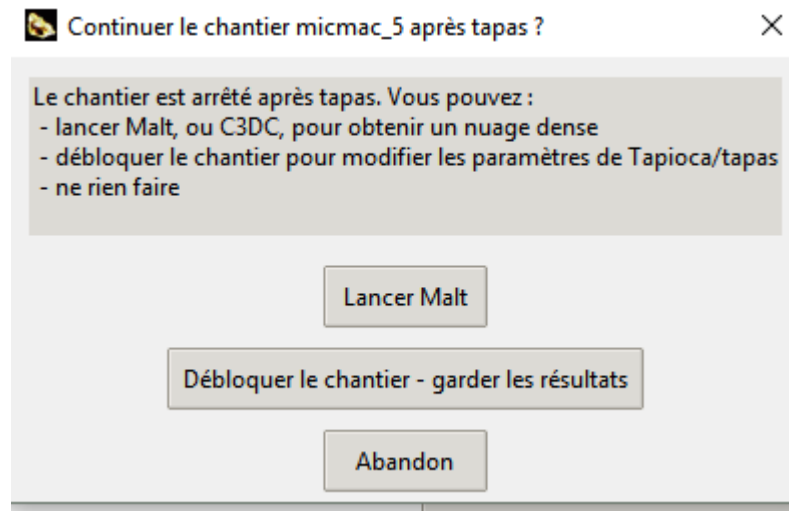 Continuer le chantier micmac_5 après tapas ?
Le chantier est arrêté après tapas. Vous pouvez :
- lancer Malt, ou C3DC, pour obtenir un nuage dense
- débloquer le chantier pour modifier les paramètres de Tapioca/tapas
- ne rien faire
Lancer Malt
Débloquer le chantier - garder les résultats
Abandon